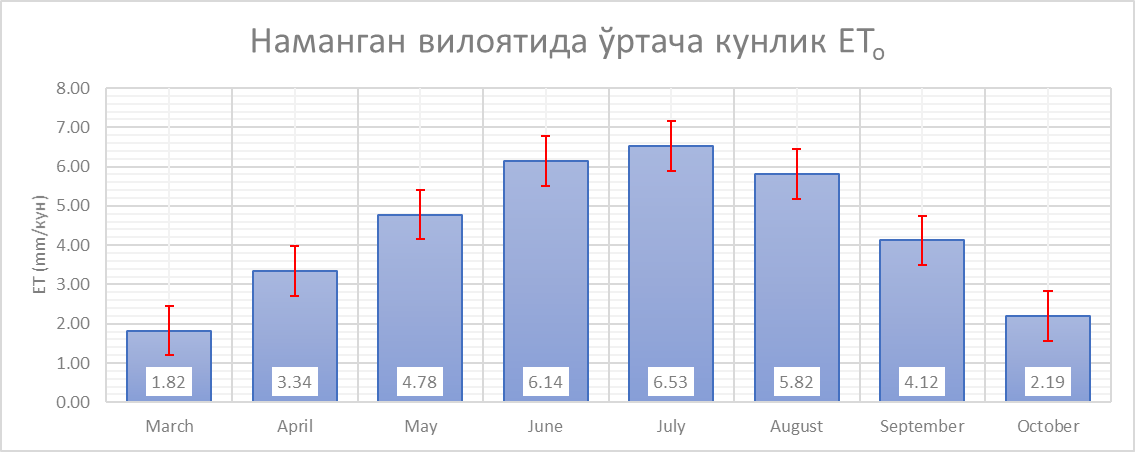 Наманган вилоятида ўртача кунлик ETo
8.00
7.00
6.00
5.00
4.00
3.00
2.00
1.00
0.00
ET (mm/кун)
1.82 3.34 4.78 6.14 6.53 5.82 4.12 2.19
March April May June July August September October